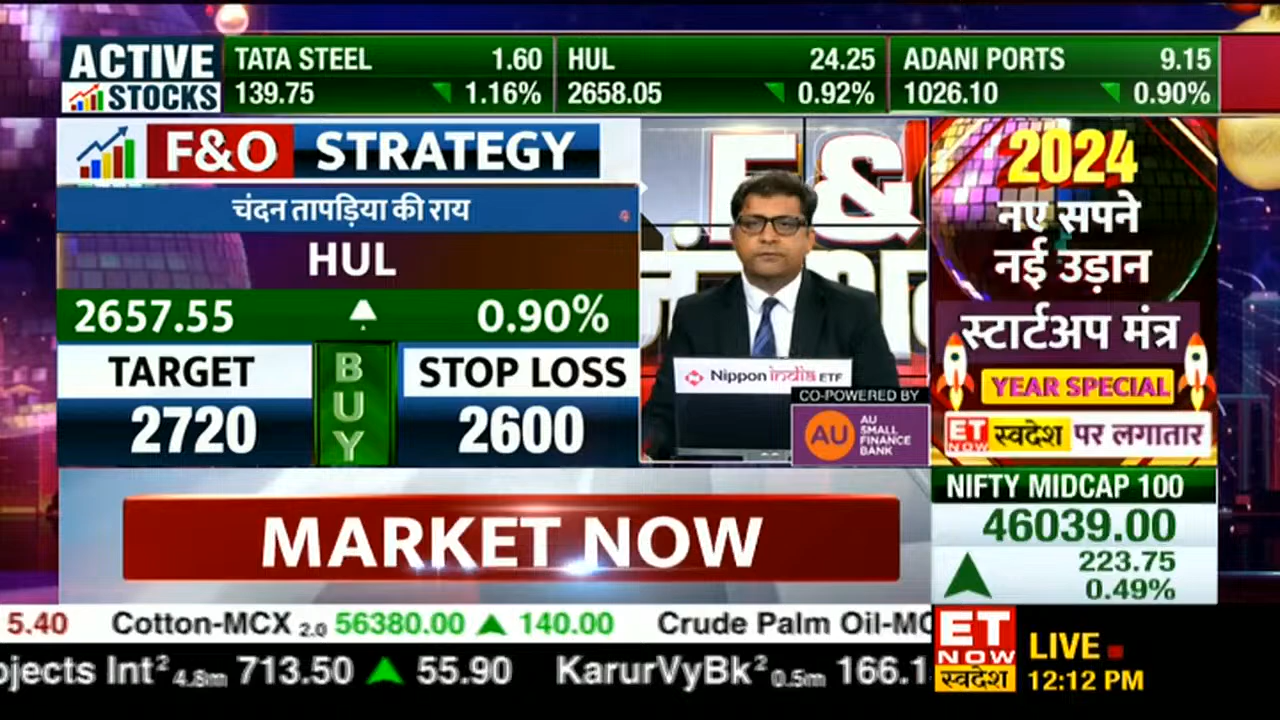 ACTIVE
STOCKS
TATA STEEL 1.60
139.75 1.16%
HUL 24.25
2658.05 0.92%
ADANI PORTS 9.15
1026.10 0.90%
F&O STRATEGY
चंदन तापड़िया की राय
HUL
2657.55 0.90%
TARGET
2720
BUY
STOP LOSS
2600
F&
Nippon india ETF
CO-POWERED BY
AU
AU
SMALL
FINANCE
BANK
2024
नए सपने
नई उड़ान
स्टार्टअप मंत्र
YEAR SPECIAL
ET NOW स्वदेश पर लगातार
NIFTY MIDCAP 100
46039.00
223.75
0.49%
MARKET NOW
5.40 Cotton-MCX 2.0 56380.00 140.00 Crude Palm Oil-MC
ojects Int² 4.8m 713.50 55.90 KarurVyBk² 0.5m 166.1
ET
NOW
स्वदेश
LIVE
12:12 PM